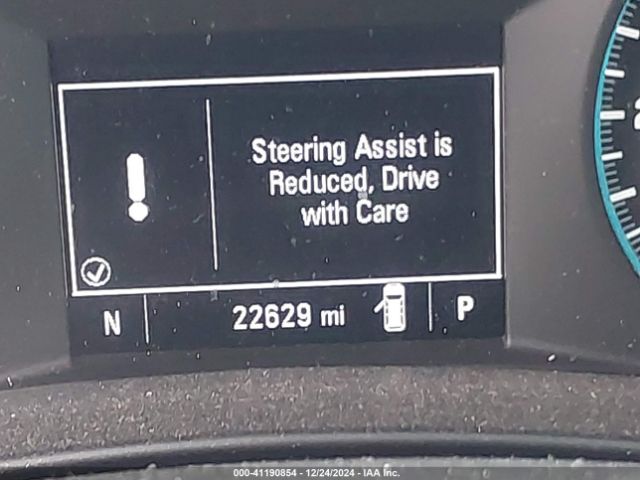 Steering Assist is
Reduced, Drive
with Care
N 22629 mi P
000-41190854 - 12/24/2024 - IAA Inc.